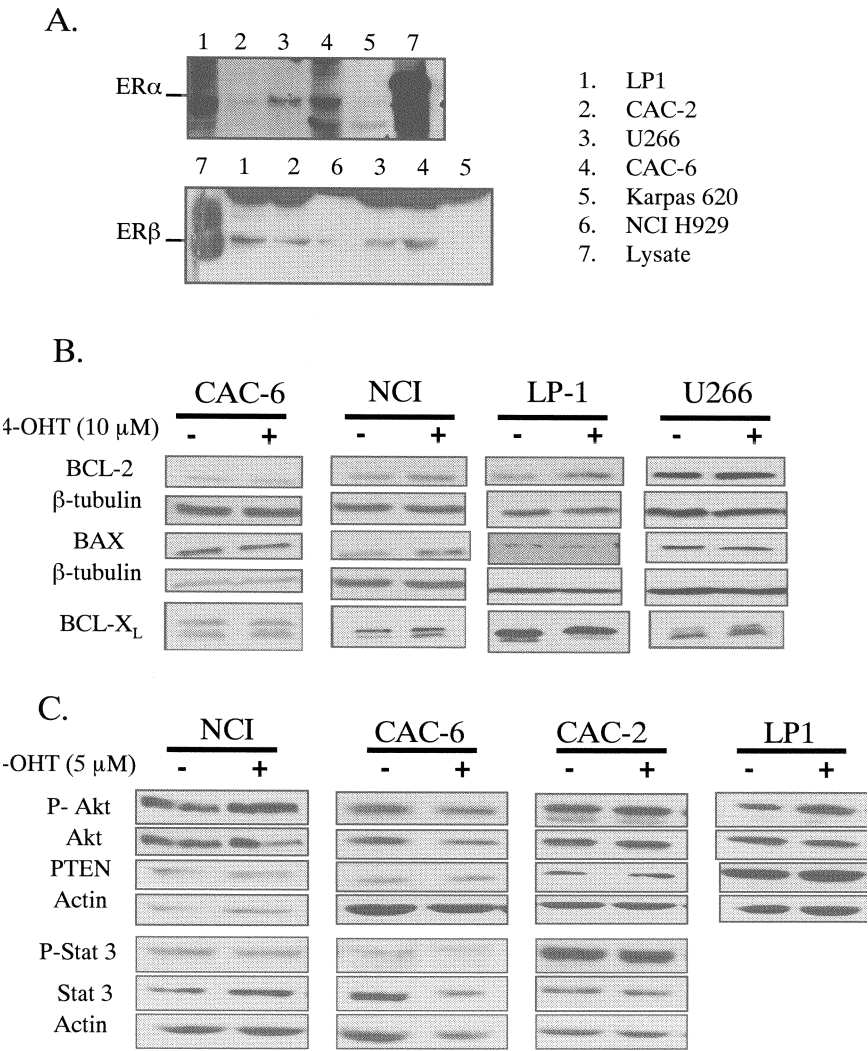 A.
1 2 3 4 5 7
ERα
7 1 2 6 3 4 5
ERβ
1. LP1
2. CAC-2
3. U266
4. CAC-6
5. Karpas 620
6. NCI H929
7. Lysate
B.
CAC-6 NCI LP-1 U266
4-OHT (10 µM) - + - + - + - +
BCL-2
β-tubulin
BAX
β-tubulin
BCL-XL
C.
NCI CAC-6 CAC-2 LP1
-OHT (5 µM) - + - + - + - +
P- Akt
Akt
PTEN
Actin
P-Stat 3
Stat 3
Actin